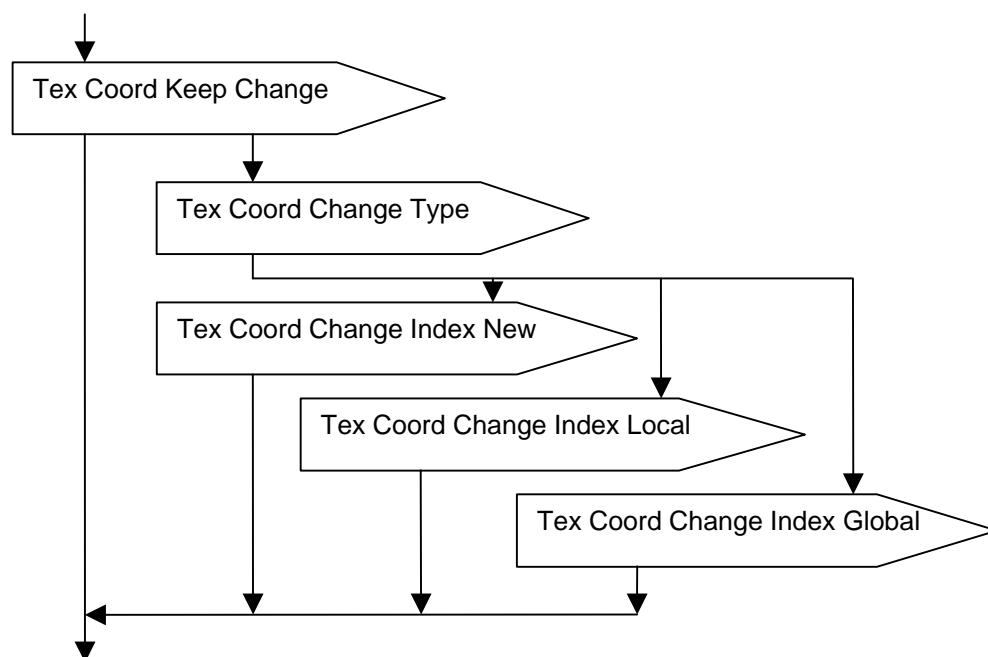 Tex Coord Keep Change
Tex Coord Change Type
Tex Coord Change Index New
Tex Coord Change Index Local
Tex Coord Change Index Global